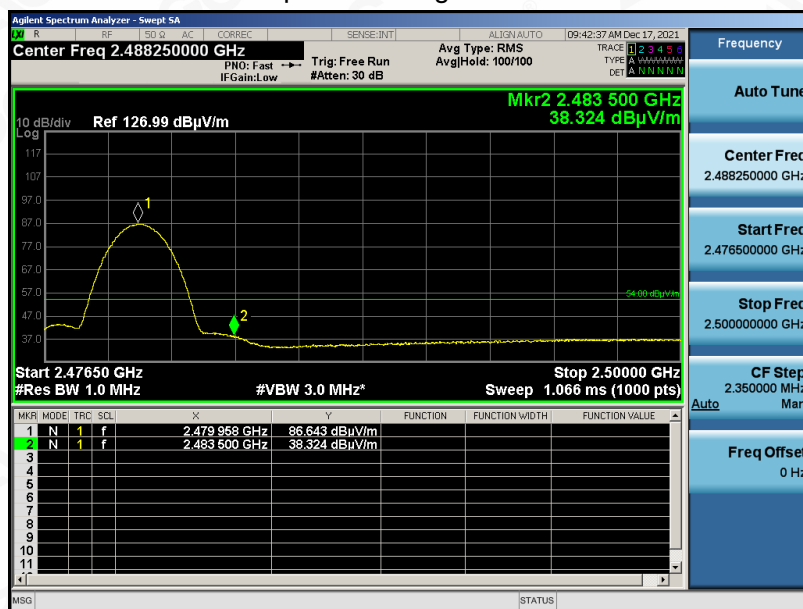 Agilent Spectrum Analyzer - Swept SA
LXI R RF 50 Ω AC CORREC SENSE:INT ALIGN AUTO 09:42:37 AM Dec 17, 2021
Center Freq 2.488250000 GHz
PNO: Fast
IFGain:Low
Trig: Free Run
#Atten: 30 dB
Avg Type: RMS
Avg|Hold: 100/100
TRACE 1 2 3 4 5 6
TYPE A WWWWW
DET A N N N N N
Mkr2 2.483 500 GHz
38.324 dBµV/m
10 dB/div Ref 126.99 dBµV/m
Log
117
107
97.0
87.0
77.0
67.0
57.0
47.0
37.0
1
2
54.00 dBµV/m
Start 2.47650 GHz Stop 2.50000 GHz
#Res BW 1.0 MHz #VBW 3.0 MHz* Sweep 1.066 ms (1000 pts)
MKR MODE TRC SCL X Y FUNCTION FUNCTION WIDTH FUNCTION VALUE
1 N 1 f 2.479 958 GHz 86.643 dBµV/m
2 N 1 f 2.483 500 GHz 38.324 dBµV/m
3
4
5
6
7
8
9
10
11
MSG STATUS
Frequency
Auto Tune
Center Freq
2.488250000 GHz
Start Freq
2.476500000 GHz
Stop Freq
2.500000000 GHz
CF Step
2.350000 MHz
Auto Man
Freq Offset
0 Hz